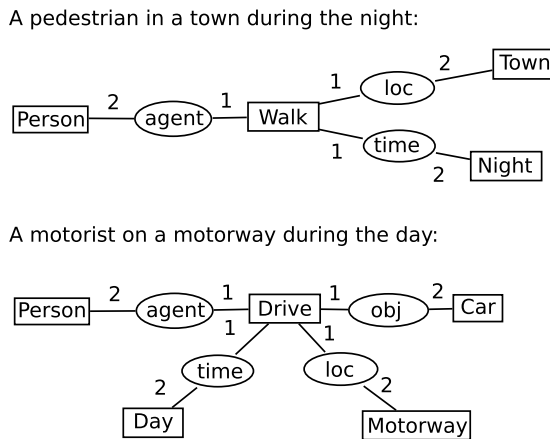 A pedestrian in a town during the night:
2
Town
1
loc
Person
2
agent
1
Walk
1
time
2
Night
A motorist on a motorway during the day:
Person
2
agent
1
Drive
1
obj
2
Car
1
1
time
loc
2
2
Day
Motorway